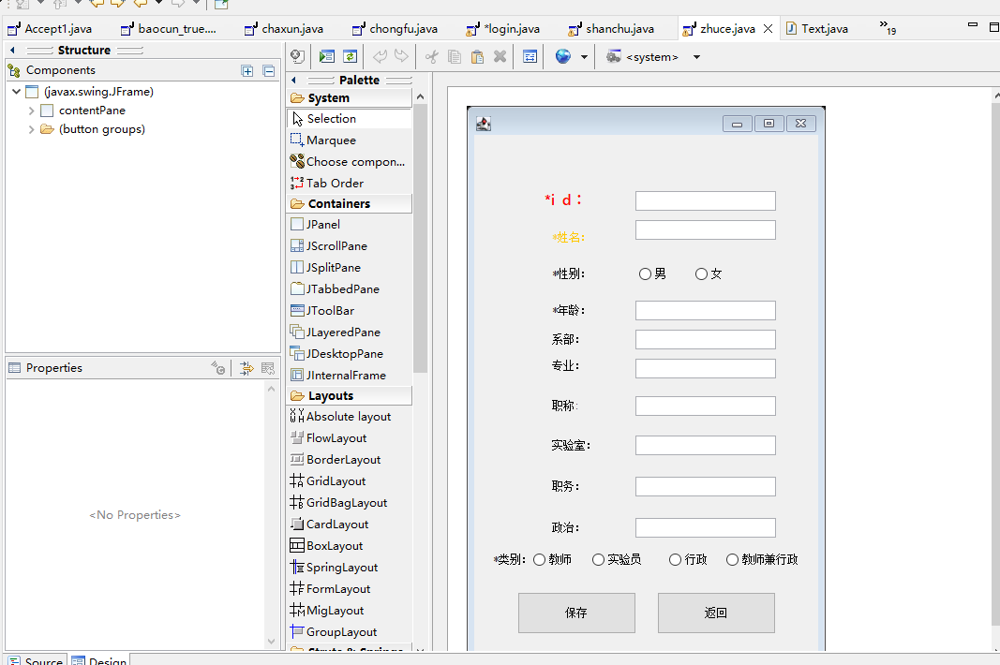 Accept1.java baocun_true.... chaxun.java chongfu.java *login.java shanchu.java zhuce.java Text.java 19
Structure
Components
(javax.swing.JFrame)
contentPane
(button groups)
Properties
<No Properties>
Source Design
<system>
Palette
System
Selection
Marquee
Choose compon...
Tab Order
Containers
JPanel
JScrollPane
JSplitPane
JTabbedPane
JToolBar
JLayeredPane
JDesktopPane
JInternalFrame
Layouts
Absolute layout
FlowLayout
BorderLayout
GridLayout
GridBagLayout
CardLayout
BoxLayout
SpringLayout
FormLayout
MigLayout
GroupLayout
Struts & Springs
*i d：
*姓名：
*性别： 男 女
*年龄：
系部：
专业：
职称：
实验室：
职务：
政治：
*类别： 教师 实验员 行政 教师兼行政
保存 返回